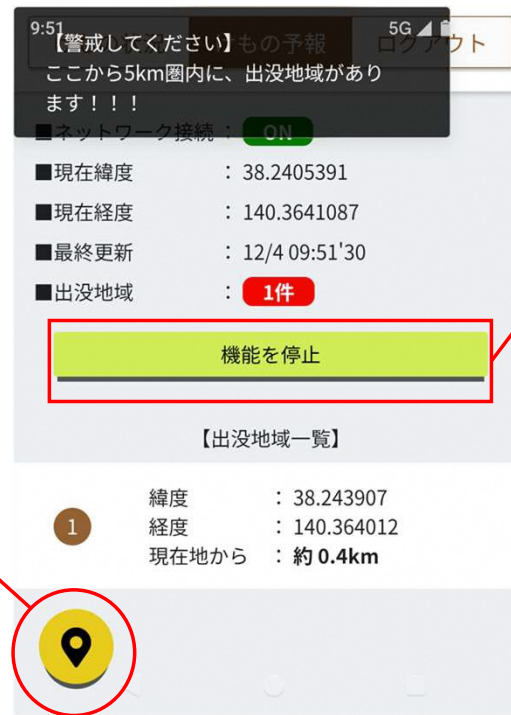 9:51
5G
【警戒してください】
ここから5km圏内に、出没地域があり
ます！！！
もの予報
ログアウト
■ネットワーク接続 ： ON
■現在緯度 ： 38.2405391
■現在経度 ： 140.3641087
■最終更新 ： 12/4 09:51'30
■出没地域 ： 1件
機能を停止
【出没地域一覧】
1
緯度 ： 38.243907
経度 ： 140.364012
現在地から ： 約 0.4km